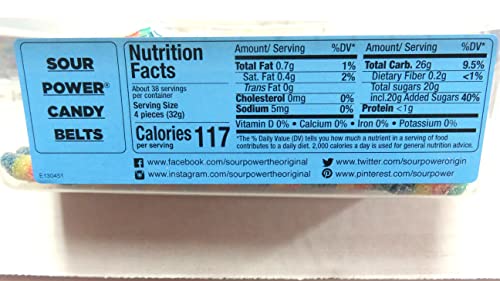 SOUR
POWER®
CANDY
BELTS
E130451
Nutrition
Facts
About 38 servings
per container
Serving Size
4 pieces (32g)
Calories 117
per serving
Amount/ Serving %DV*
Total Fat 0.7g 1%
Sat. Fat 0.4g 2%
Trans Fat 0g
Cholesterol 0mg 0%
Sodium 5mg 0%
Amount/ Serving %DV*
Total Carb. 26g 9.5%
Dietary Fiber 0.2g <1%
Total sugars 20g
incl.20g Added Sugars 40%
Protein <1g
Vitamin D 0% • Calcium 0% • Iron 0% • Potassium 0%
*The % Daily Value (DV) tells you how much a nutrient in a serving of food
contributes to a daily diet. 2,000 calories a day is used for general nutrition advice.
www.facebook.com/sourpowertheoriginal www.twitter.com/sourpowerorigin
www.instagram.com/sourpowertheoriginal www.pinterest.com/sourpower